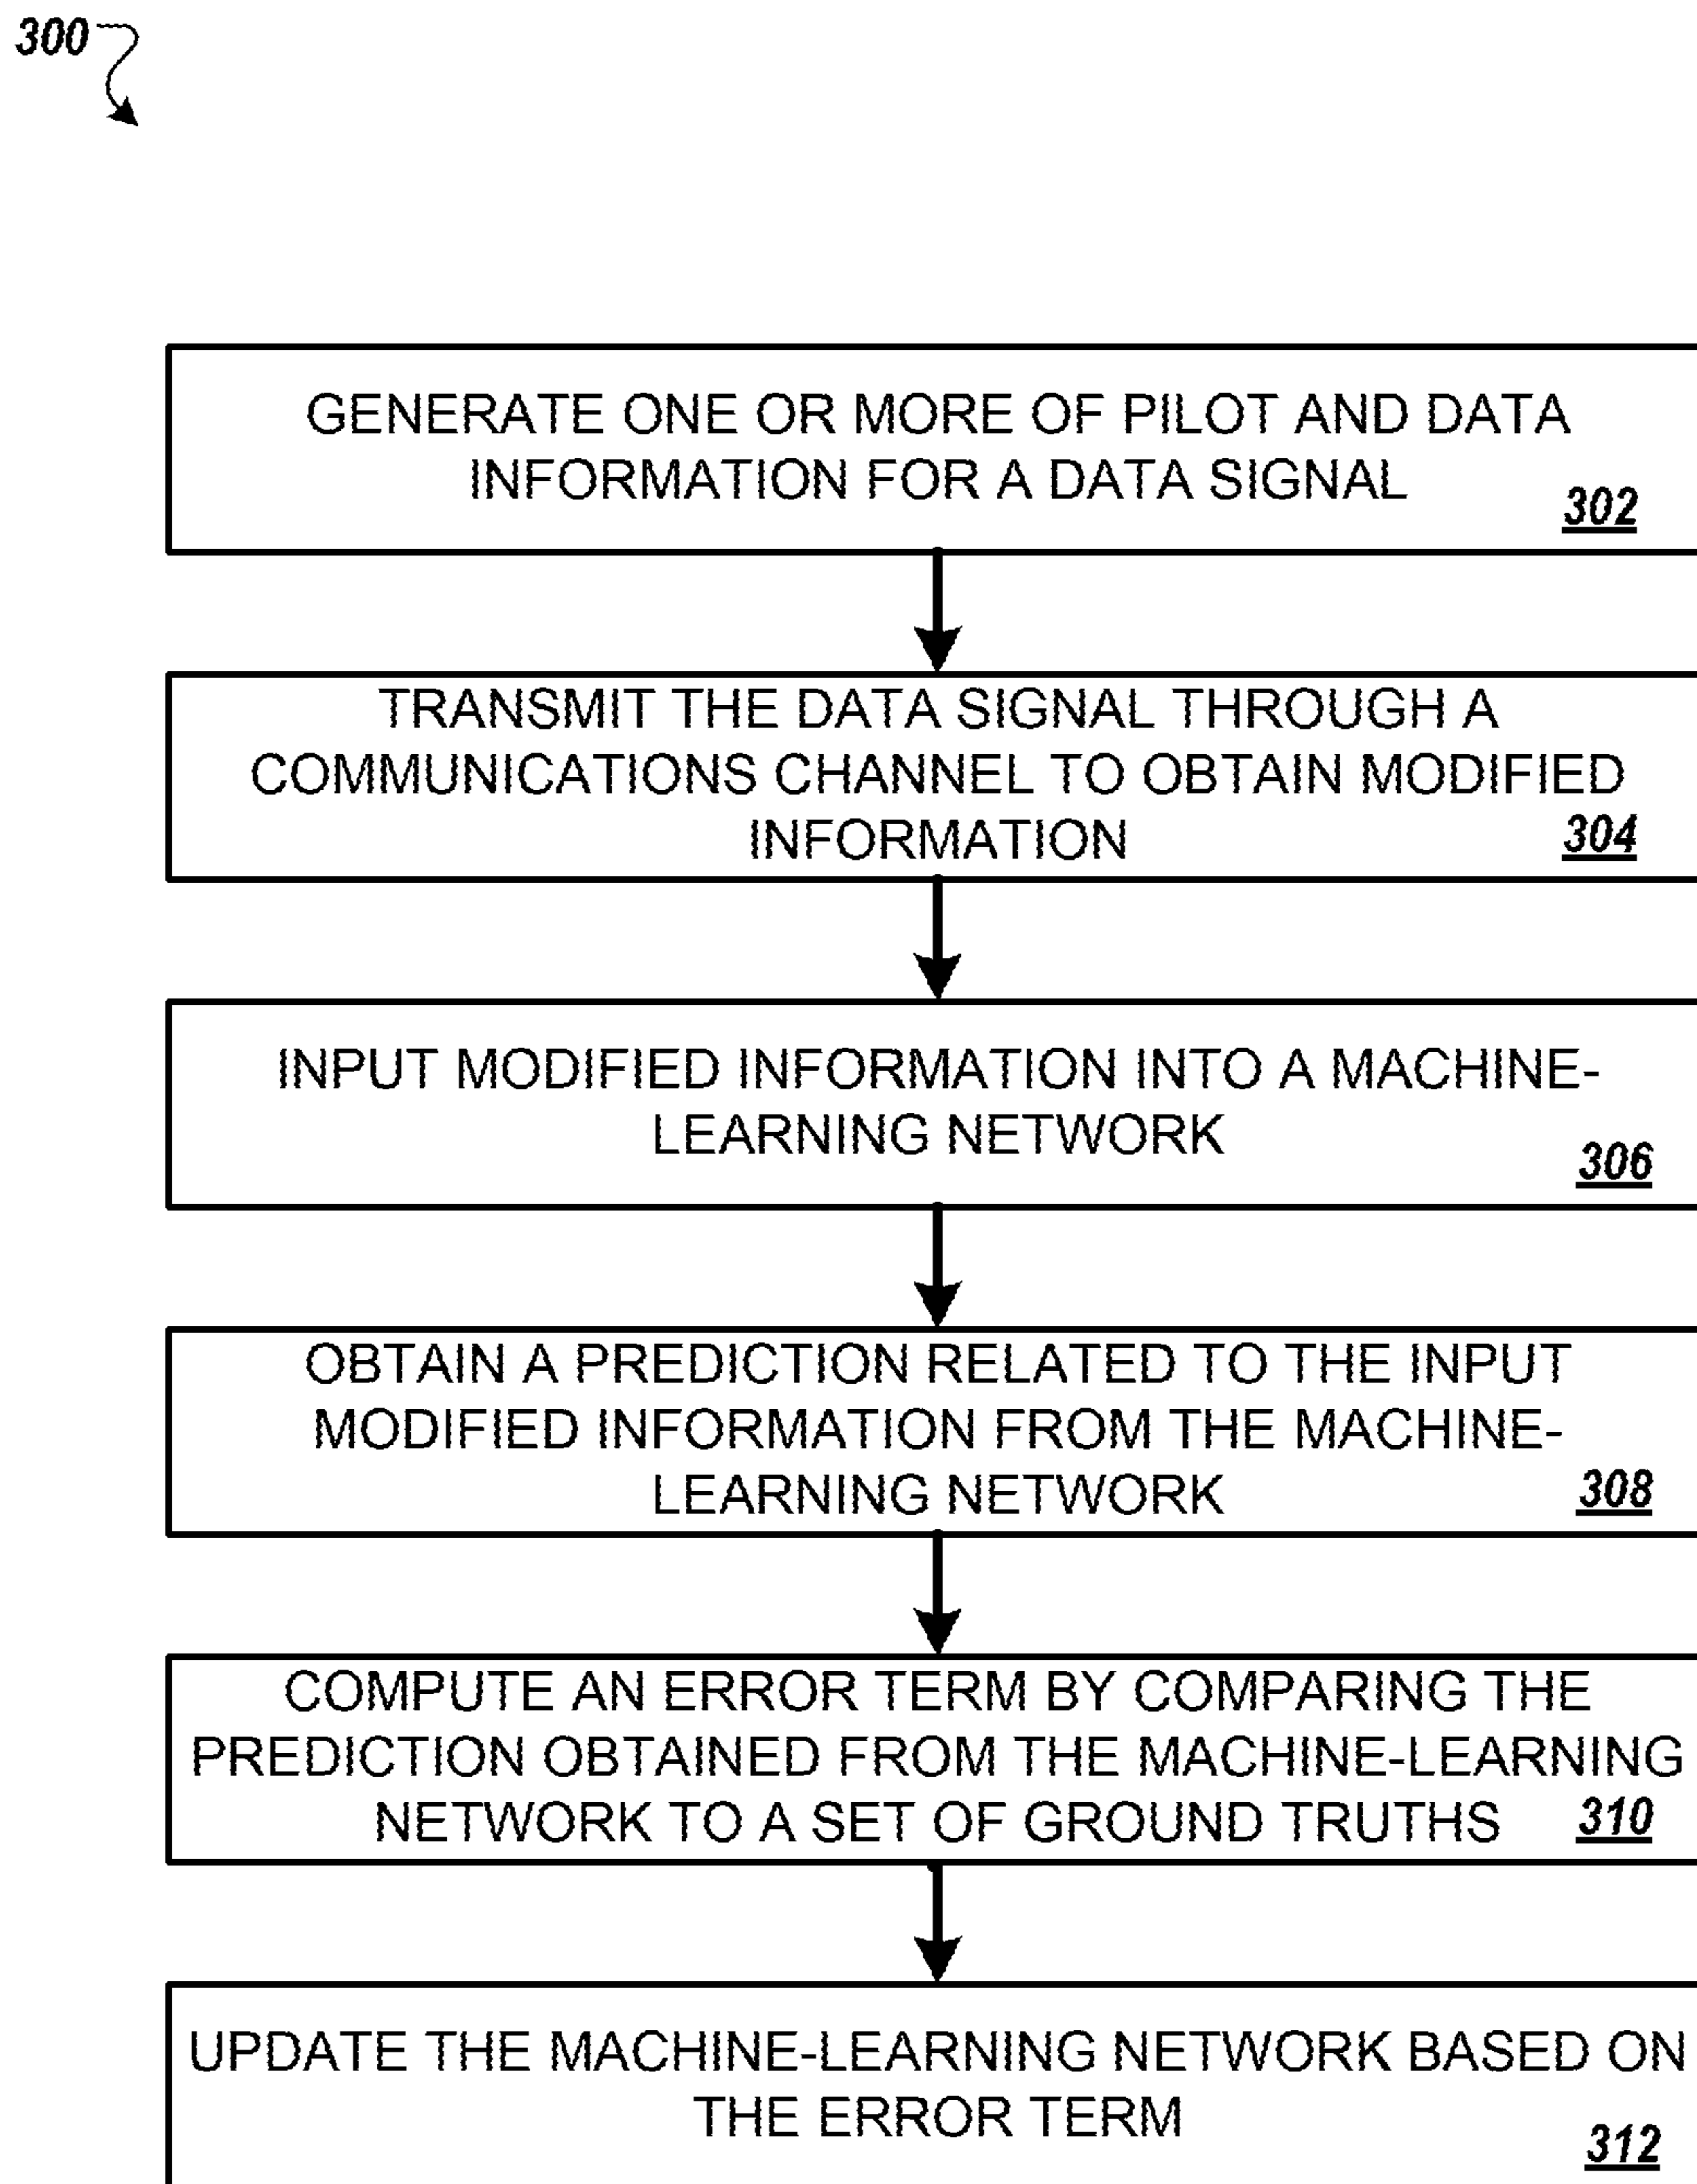 300
GENERATE ONE OR MORE OF PILOT AND DATA
INFORMATION FOR A DATA SIGNAL
302
TRANSMIT THE DATA SIGNAL THROUGH A
COMMUNICATIONS CHANNEL TO OBTAIN MODIFIED
INFORMATION
304
INPUT MODIFIED INFORMATION INTO A MACHINE-
LEARNING NETWORK
306
OBTAIN A PREDICTION RELATED TO THE INPUT
MODIFIED INFORMATION FROM THE MACHINE-
LEARNING NETWORK
308
COMPUTE AN ERROR TERM BY COMPARING THE
PREDICTION OBTAINED FROM THE MACHINE-LEARNING
NETWORK TO A SET OF GROUND TRUTHS
310
UPDATE THE MACHINE-LEARNING NETWORK BASED ON
THE ERROR TERM
312